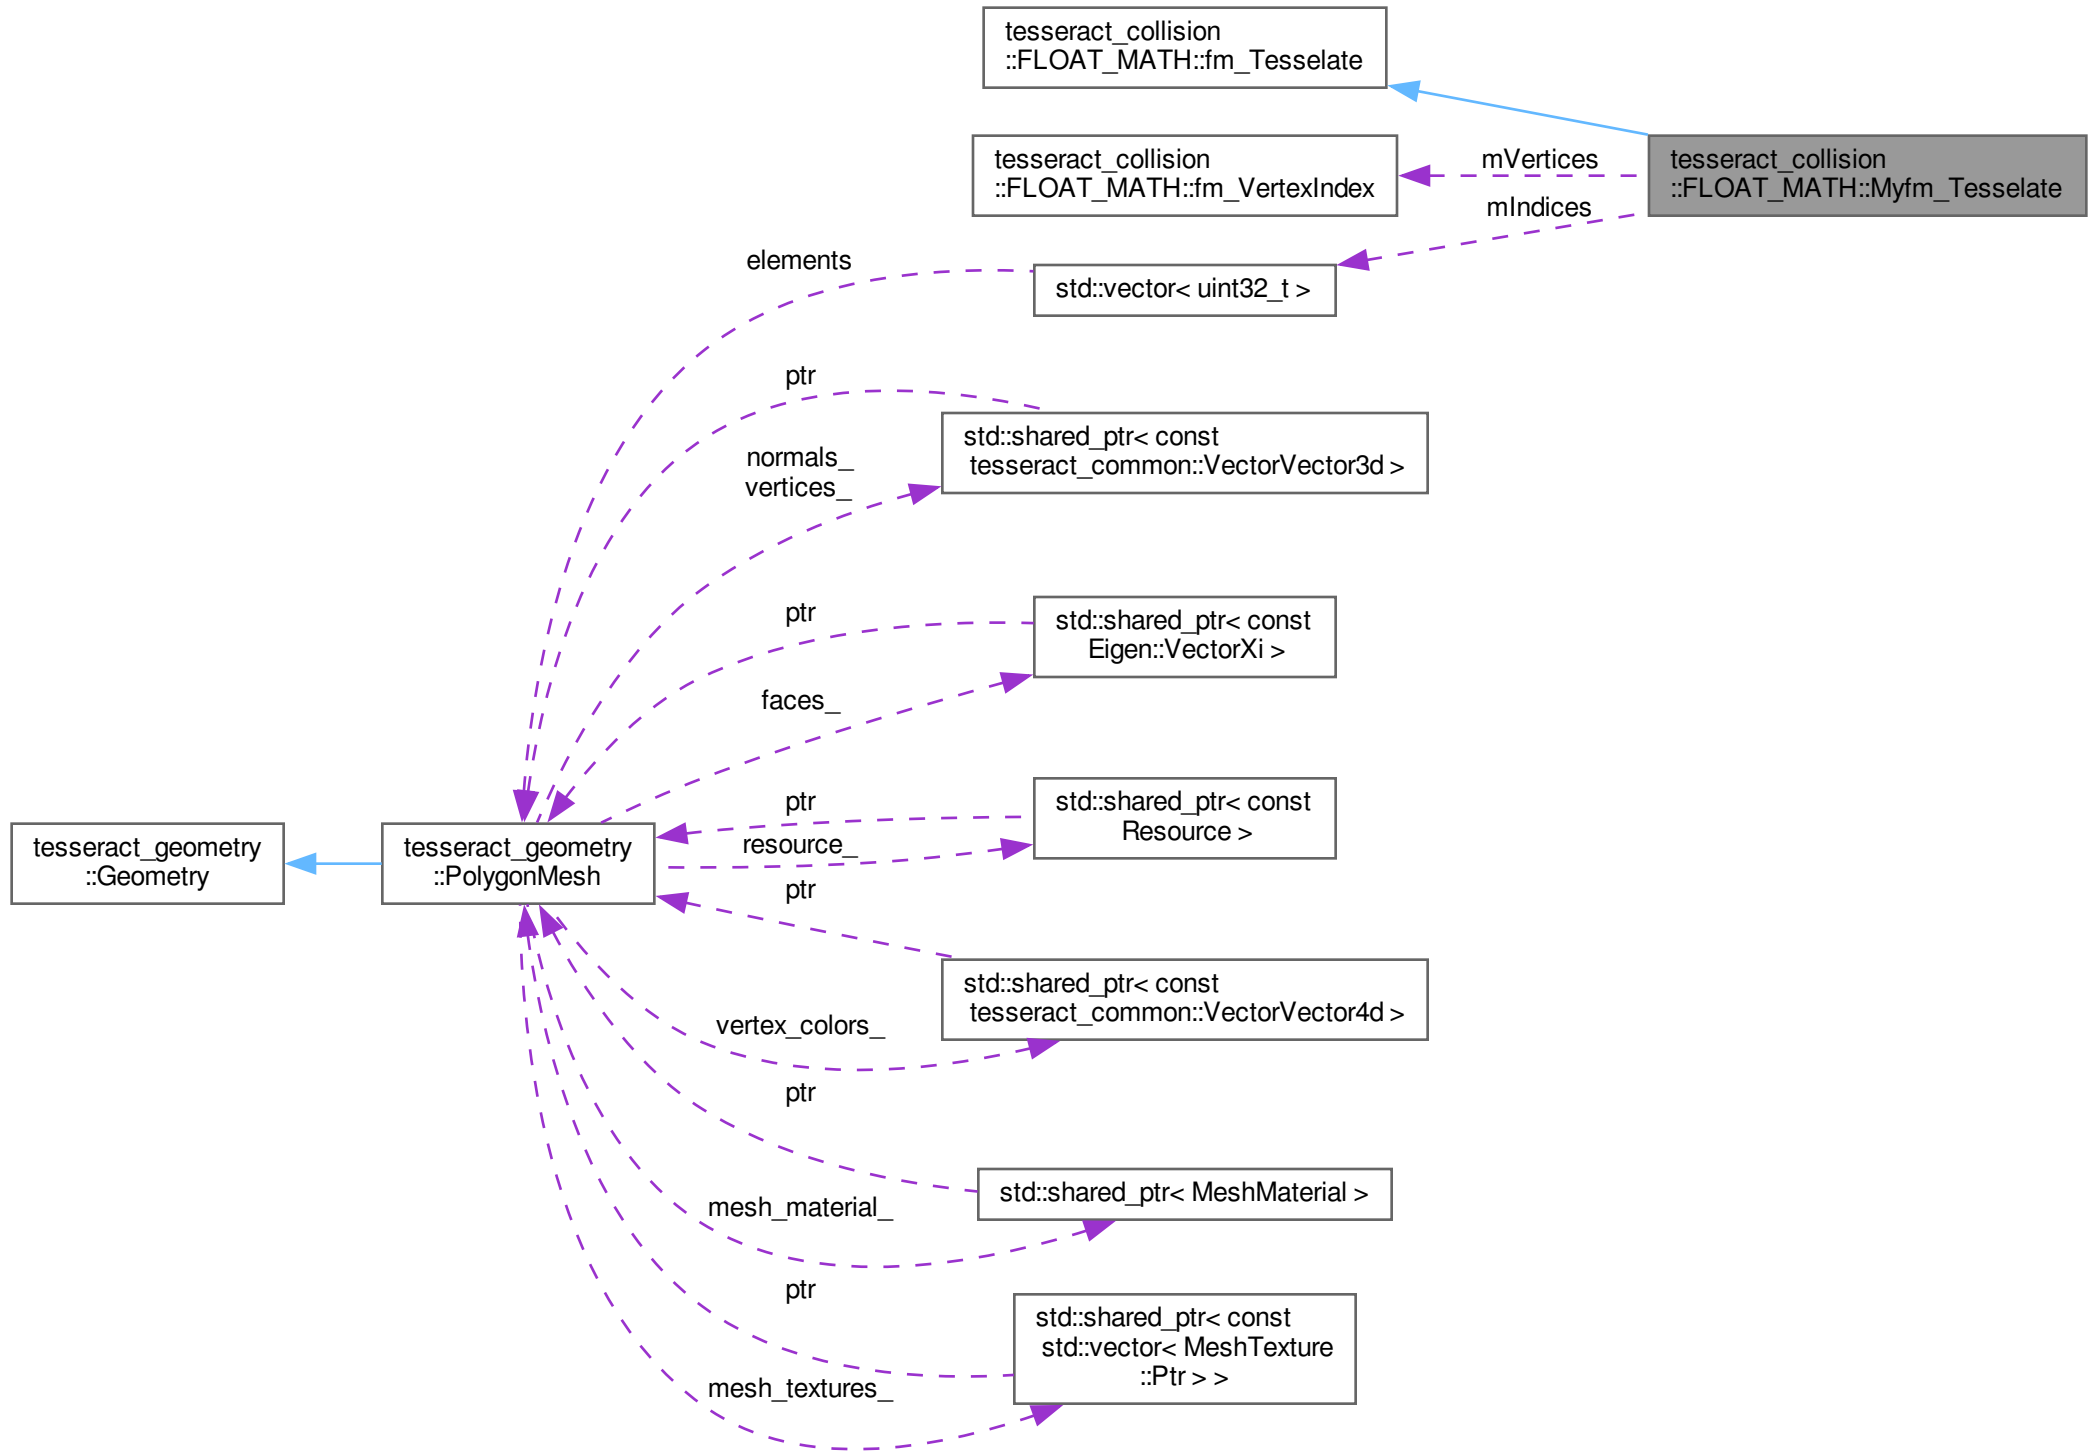 tesseract_collision
::FLOAT_MATH::fm_Tesselate
tesseract_collision
::FLOAT_MATH::fm_VertexIndex
mVertices
tesseract_collision
::FLOAT_MATH::Myfm_Tesselate
mIndices
elements
std::vector< uint32_t >
ptr
std::shared_ptr< const
tesseract_common::VectorVector3d >
normals_
vertices_
ptr
std::shared_ptr< const
Eigen::VectorXi >
faces_
ptr
std::shared_ptr< const
Resource >
resource_
tesseract_geometry
::Geometry
tesseract_geometry
::PolygonMesh
ptr
std::shared_ptr< const
tesseract_common::VectorVector4d >
vertex_colors_
ptr
std::shared_ptr< MeshMaterial >
mesh_material_
ptr
std::shared_ptr< const
std::vector< MeshTexture
::Ptr > >
mesh_textures_